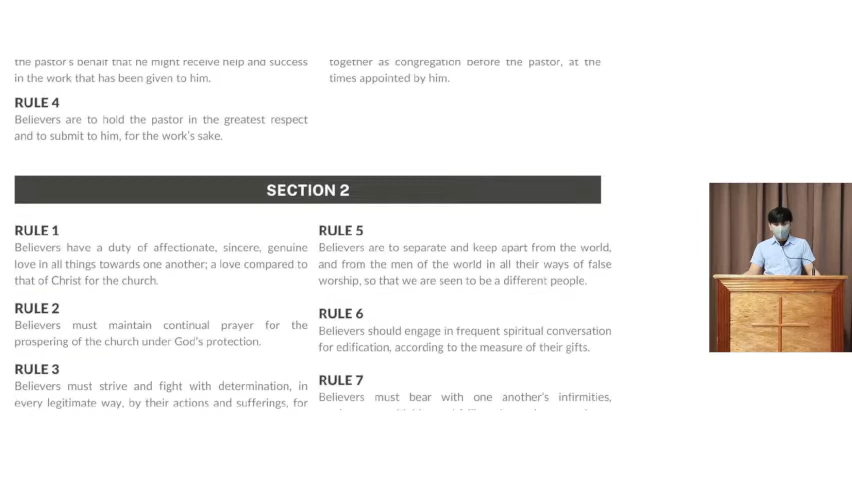 the pastor's behalf that he might receive help and success
in the work that has been given to him.
RULE 4
Believers are to hold the pastor in the greatest respect
and to submit to him, for the work's sake.
together as congregation before the pastor, at the
times appointed by him.
SECTION 2
RULE 1
Believers have a duty of affectionate, sincere, genuine
love in all things towards one another; a love compared to
that of Christ for the church.
RULE 2
Believers must maintain continual prayer for the
prospering of the church under God's protection.
RULE 3
Believers must strive and fight with determination, in
every legitimate way, by their actions and sufferings, for
RULE 5
Believers are to separate and keep apart from the world,
and from the men of the world in all their ways of false
worship, so that we are seen to be a different people.
RULE 6
Believers should engage in frequent spiritual conversation
for edification, according to the measure of their gifts.
RULE 7
Believers must bear with one another's infirmities,